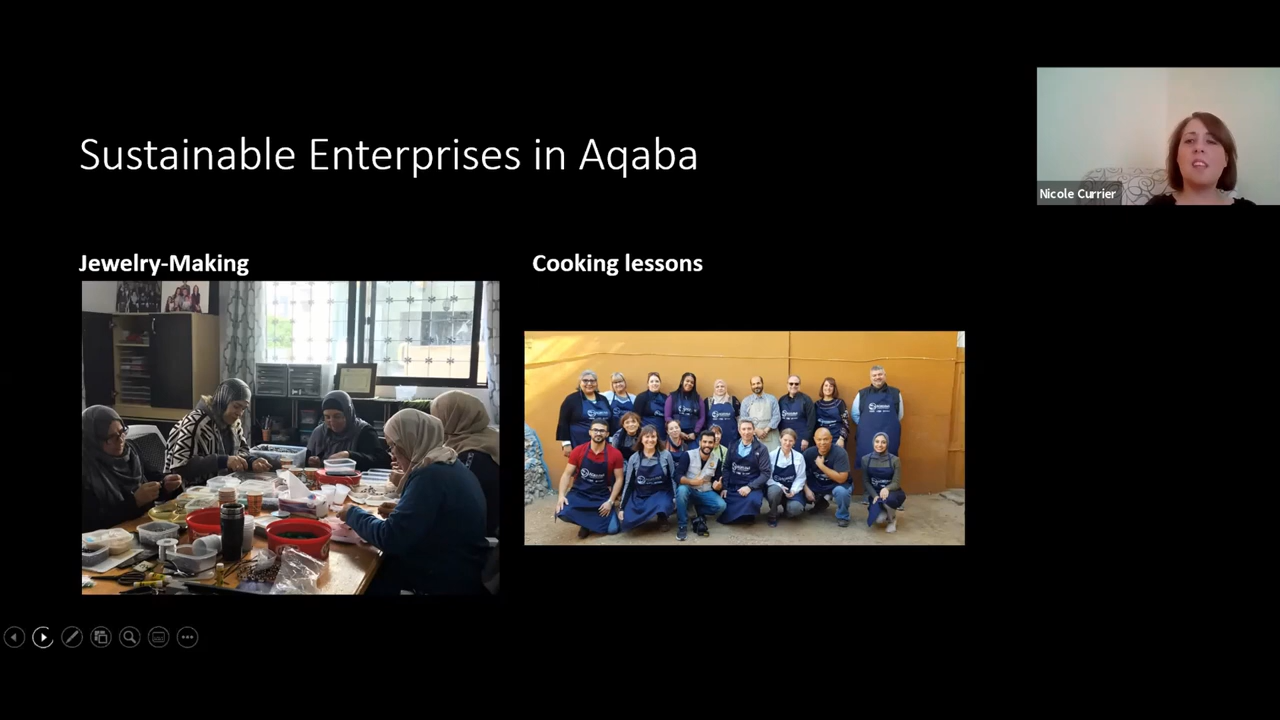 Sustainable Enterprises in Aqaba
Nicole Currier
Jewelry-Making
Cooking lessons